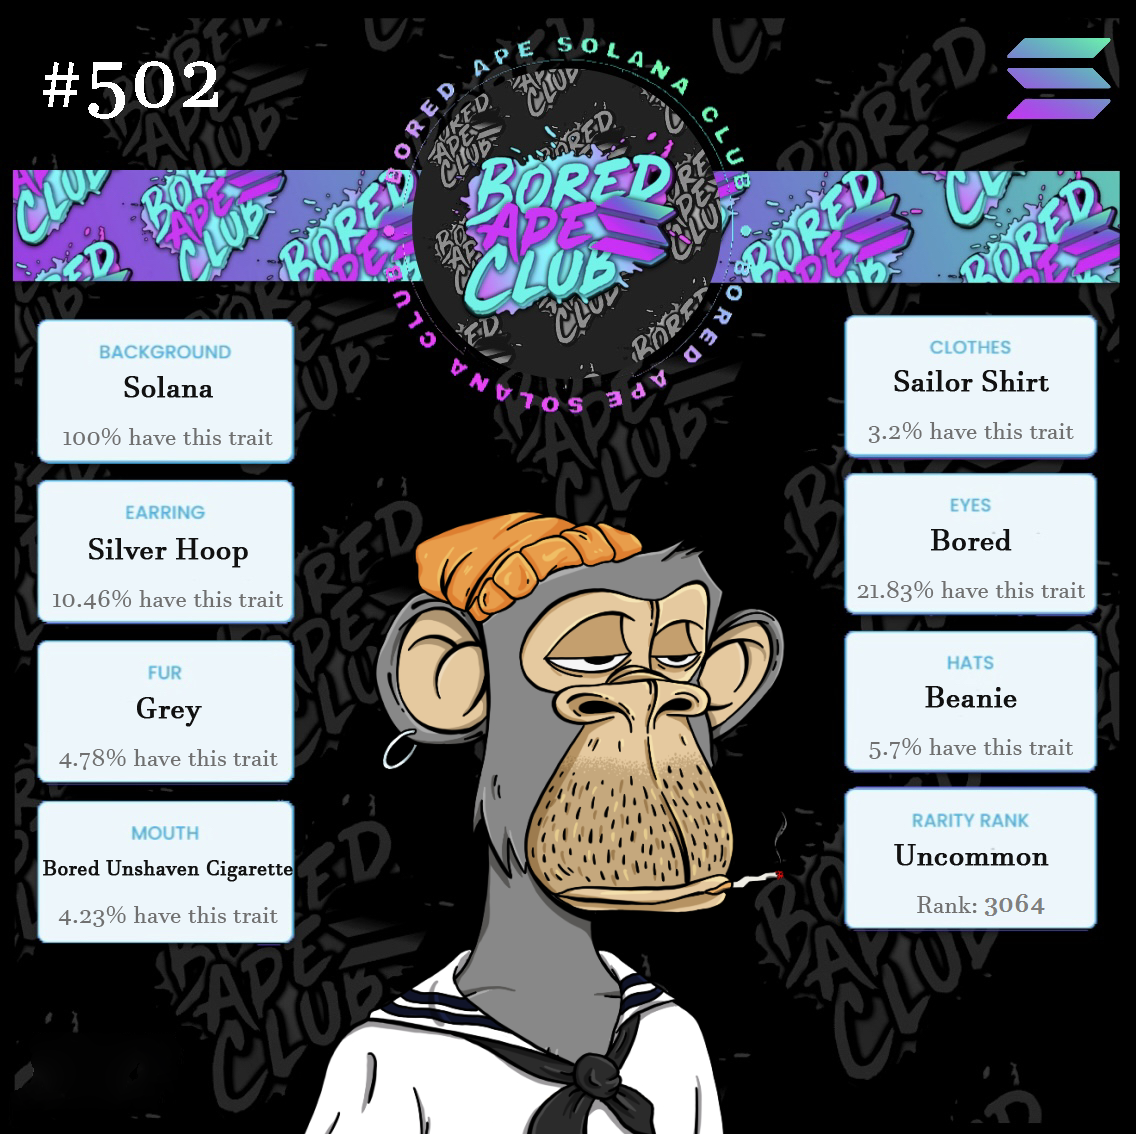 #502
BORED APE SOLANA CLUB
BORED APE SOLANA CLUB
BORED
APE
CLUB
BACKGROUND
Solana
100% have this trait
EARRING
Silver Hoop
10.46% have this trait
FUR
Grey
4.78% have this trait
MOUTH
Bored Unshaven Cigarette
4.23% have this trait
CLOTHES
Sailor Shirt
3.2% have this trait
EYES
Bored
21.83% have this trait
HATS
Beanie
5.7% have this trait
RARITY RANK
Uncommon
Rank: 3064